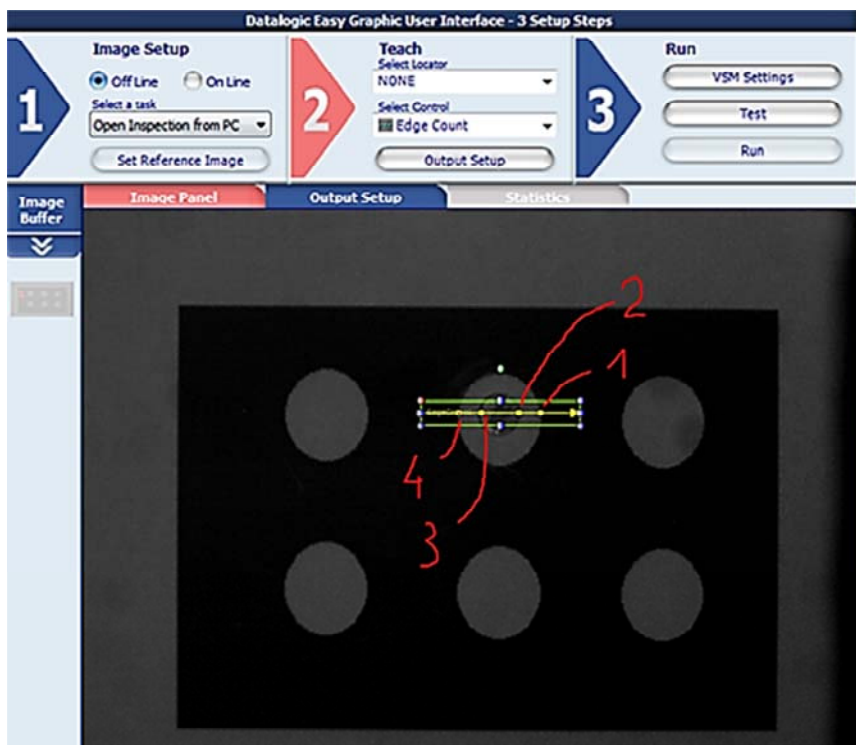 Datalogic Easy Graphic User Interface - 3 Setup Steps
1
Image Setup
Off Line On Line
Select a task
Open Inspection from PC
Set Reference Image
2
Teach
Select Locator
NONE
Select Control
Edge Count
Output Setup
3
Run
VSM Settings
Test
Run
Image Buffer
Image Panel Output Setup Statistics
2
1
4
3